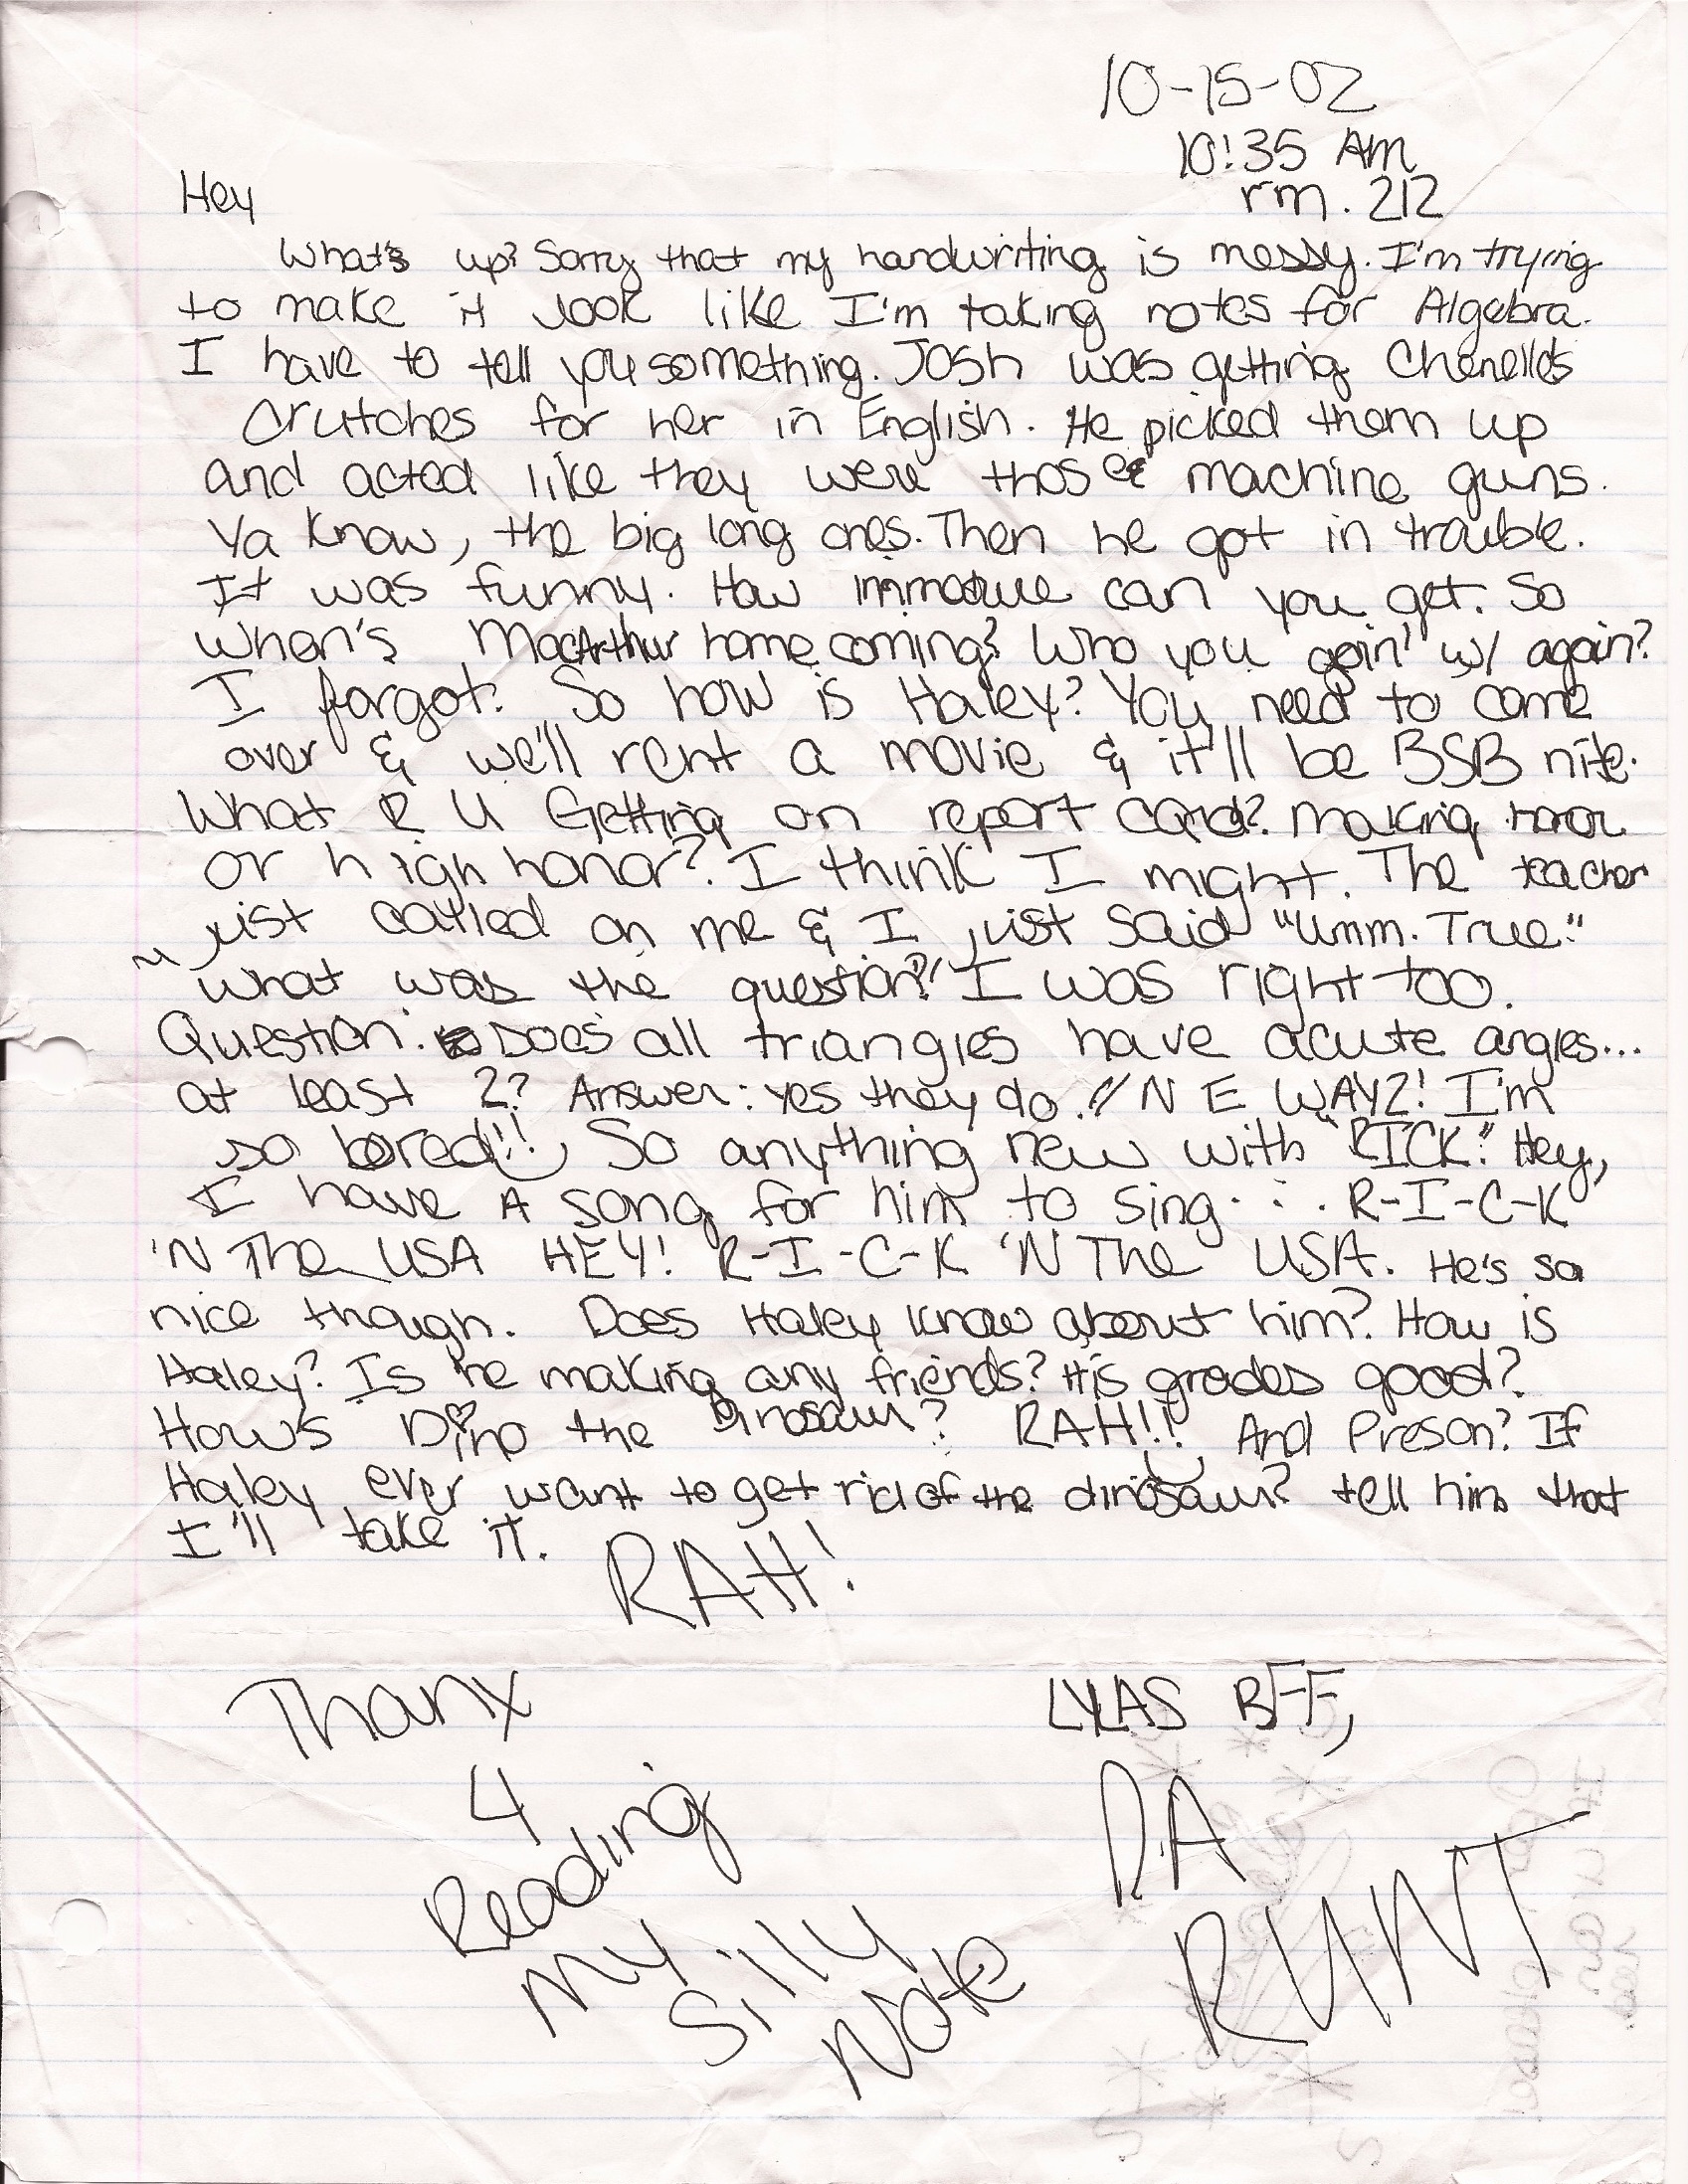 10-15-02
10:35 AM
rm. 212
Hey
What's up? Sorry that my handwriting is messy. I'm trying
to make it look like I'm taking notes for Algebra.
I have to tell you something. Josh was getting Chenelle's
crutches for her in English. He picked them up
and acted like they were those machine guns.
Ya know, the big long ones. Then he got in trouble.
It was funny. How immature can you get. So
when's MacArthur homecoming? Who you goin' w/ again?
I forgot. So how is Haley? You need to come
over & we'll rent a movie & it'll be BSB nite.
What R U Getting on report card? Making honor
or high honor? I think I might. The teacher
just called on me & I just said "Umm. True."
what was the question? I was right too.
Question: Does all triangles have acute angles...
at least 2? Answer: yes they do!! N E WAYZ! I'm
so bored!! So anything new with "RICK." Hey,
I have A song for him to sing... R-I-C-K
'N The USA HEY! R-I-C-K 'N The USA. He's so
nice though. Does Haley know about him? How is
Haley? Is he making any friends? His grades good?
How's Dino the Dinosaur? RAH!! And Preson? If
Haley ever want to get rid of the dinosaur? tell him that
I'll take it. RAH!
Thanx
4
Reading
My
Silly
Note
LYLAS BFF,
DA
RUNT